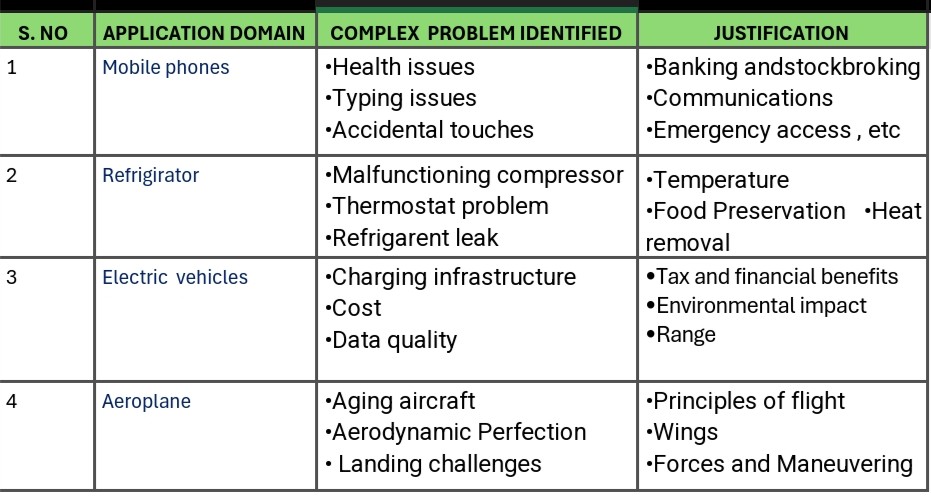 S. NO APPLICATION DOMAIN COMPLEX PROBLEM IDENTIFIED JUSTIFICATION
1 Mobile phones •Health issues •Banking andstockbroking
•Typing issues •Communications
•Accidental touches •Emergency access , etc
2 Refrigirator •Malfunctioning compressor •Temperature
•Thermostat problem •Food Preservation •Heat
•Refrigarent leak removal
3 Electric vehicles •Charging infrastructure •Tax and financial benefits
•Cost •Environmental impact
•Data quality •Range
4 Aeroplane •Aging aircraft •Principles of flight
•Aerodynamic Perfection •Wings
• Landing challenges •Forces and Maneuvering